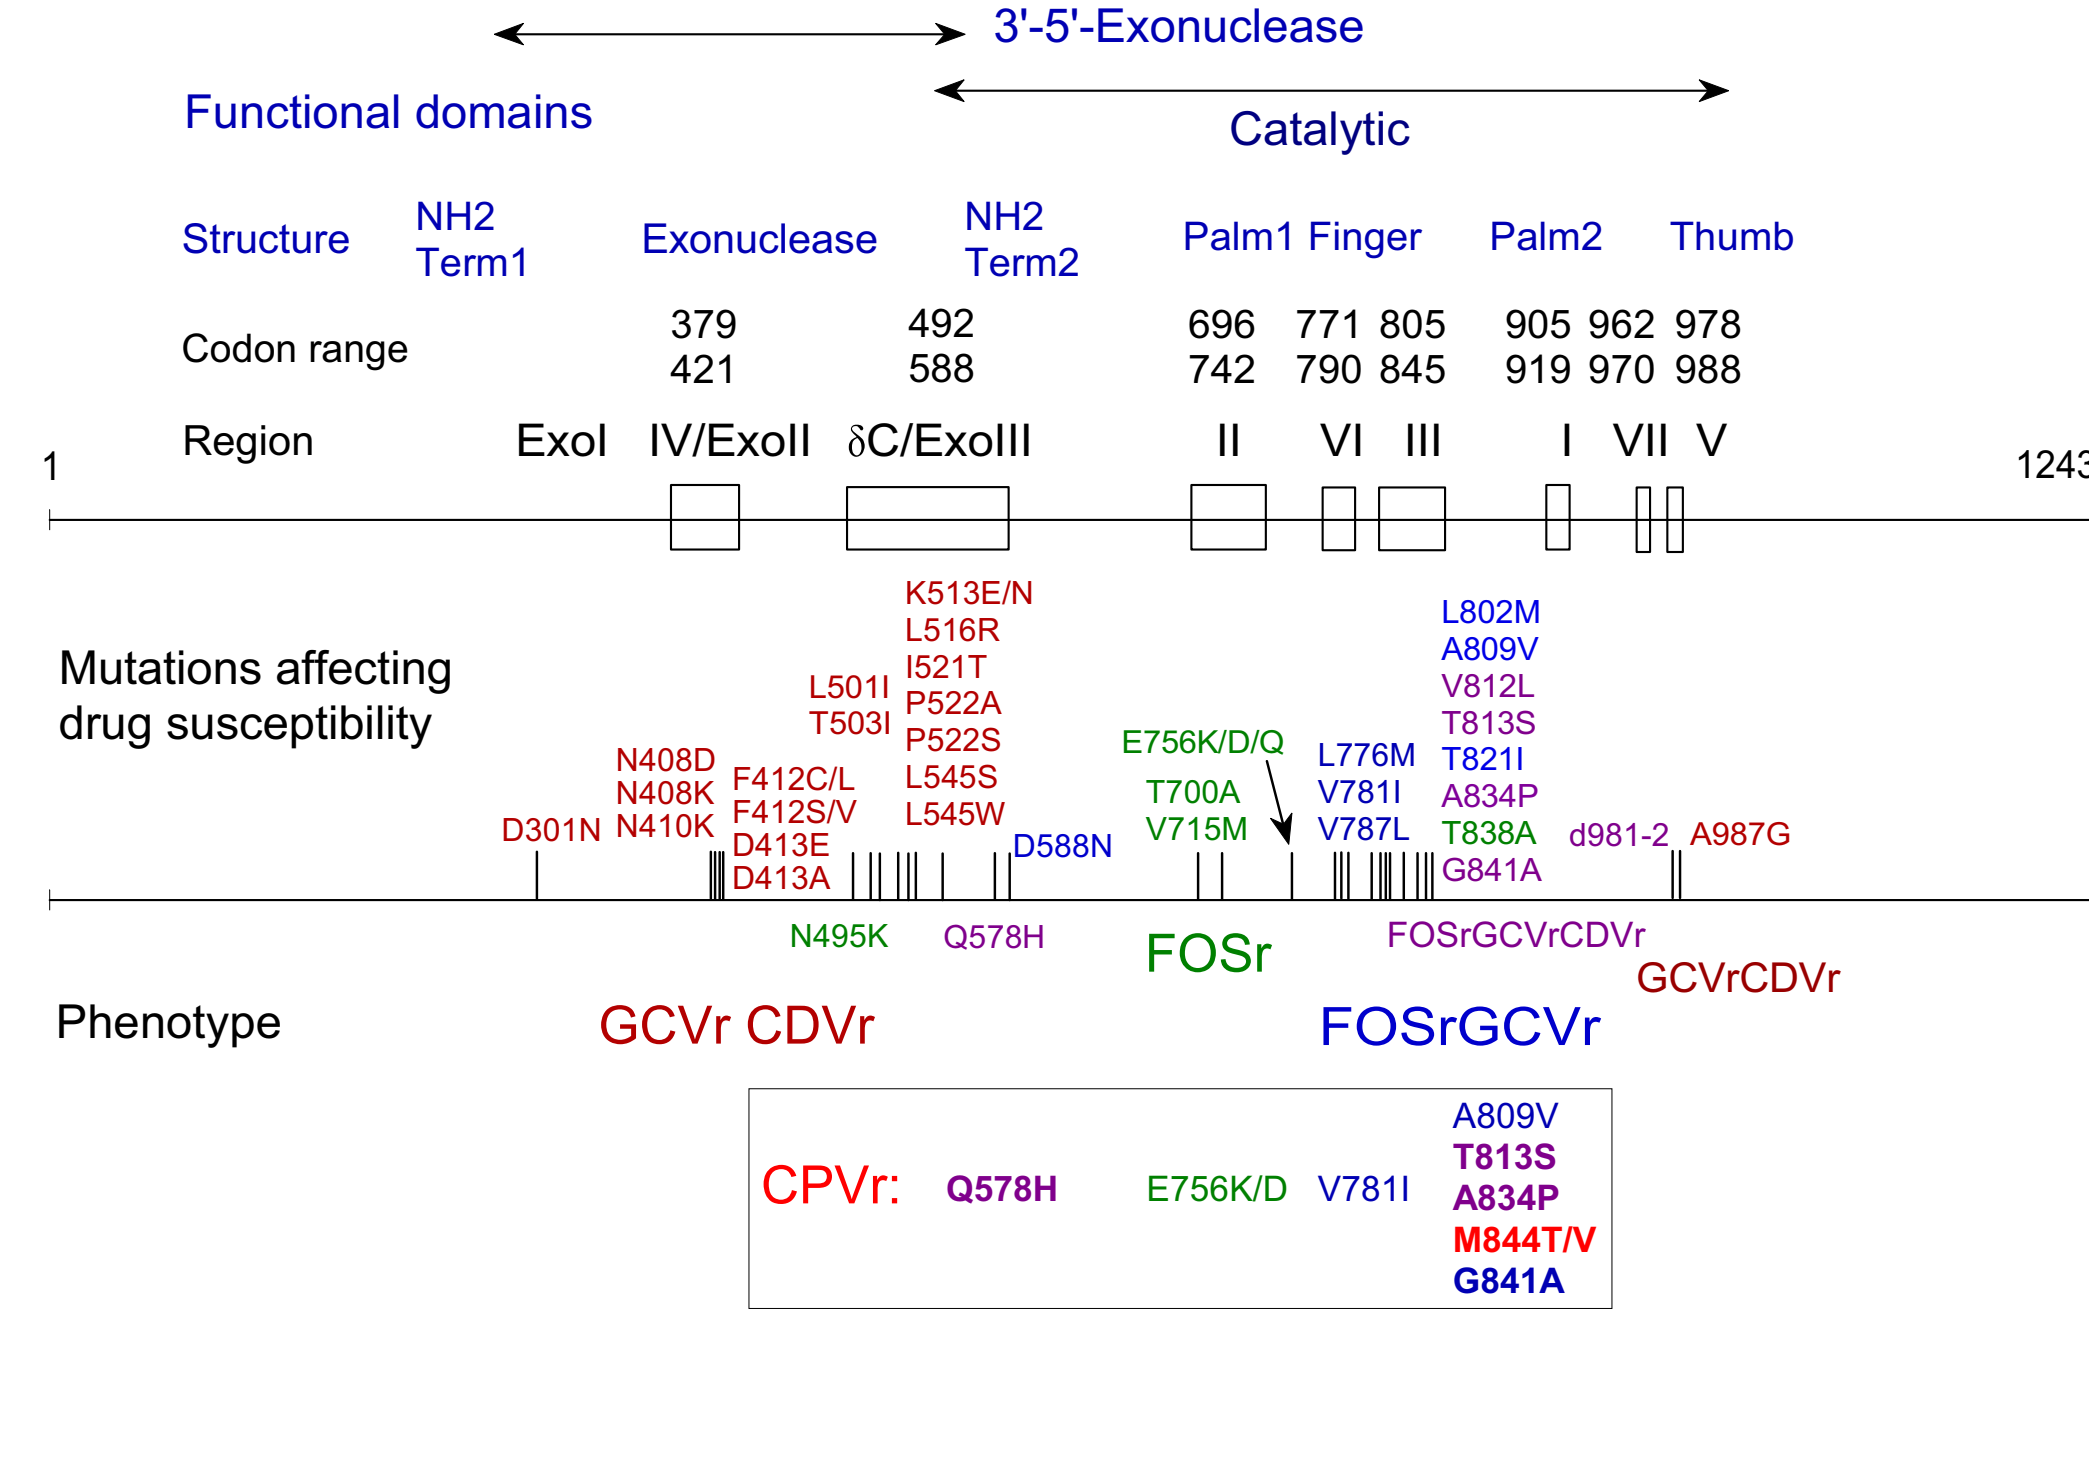 3'-5'-Exonuclease
Functional domains
Catalytic
Structure
NH2
Term1
Exonuclease
NH2
Term2
Palm1 Finger
Palm2
Thumb
Codon range
379
421
492
588
696
742
771
790
805
845
905
919
962
970
978
988
Region
ExoI
IV/ExoII
δC/ExoIII
II
VI
III
I
VII
V
1
1243
Mutations affecting
drug susceptibility
D301N
N408D
N408K
N410K
F412C/L
F412S/V
D413E
D413A
L501I
T503I
K513E/N
L516R
I521T
P522A
P522S
L545S
L545W
D588N
E756K/D/Q
T700A
V715M
L776M
V781I
V787L
L802M
A809V
V812L
T813S
T821I
A834P
T838A
G841A
d981-2
A987G
N495K
Q578H
FOSr
FOSrGCVrCDVr
GCVrCDVr
Phenotype
GCVr CDVr
FOSrGCVr
CPVr:
Q578H
E756K/D
V781I
A809V
T813S
A834P
M844T/V
G841A